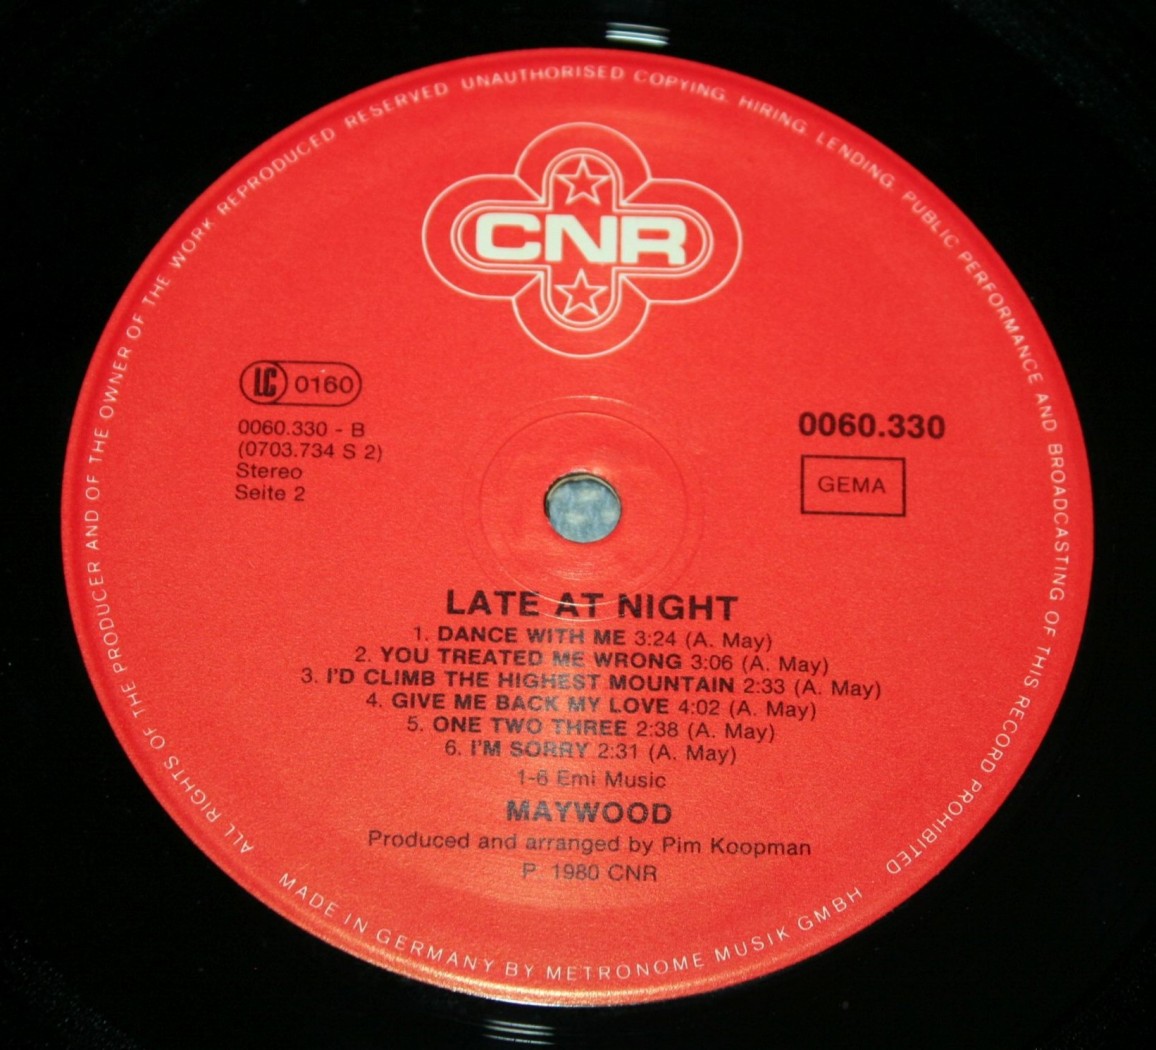 ALL RIGHTS OF THE PRODUCER AND OF THE OWNER OF THE WORK REPRODUCED RESERVED UNAUTHORISED COPYING. HIRING. LENDING. PUBLIC PERFORMANCE AND BROADCASTING OF THIS RECORD PROHIBITED
CNR
LC 0160
0060.330 - B
(0703.734 S 2)
Stereo
Seite 2
0060.330
GEMA
LATE AT NIGHT
1. DANCE WITH ME 3:24 (A. May)
2. YOU TREATED ME WRONG 3:06 (A. May)
3. I'D CLIMB THE HIGHEST MOUNTAIN 2:33 (A. May)
4. GIVE ME BACK MY LOVE 4:02 (A. May)
5. ONE TWO THREE 2:38 (A. May)
6. I'M SORRY 2:31 (A. May)
1-6 Emi Music
MAYWOOD
Produced and arranged by Pim Koopman
P 1980 CNR
MADE IN GERMANY BY METRONOME MUSIK GMBH ·